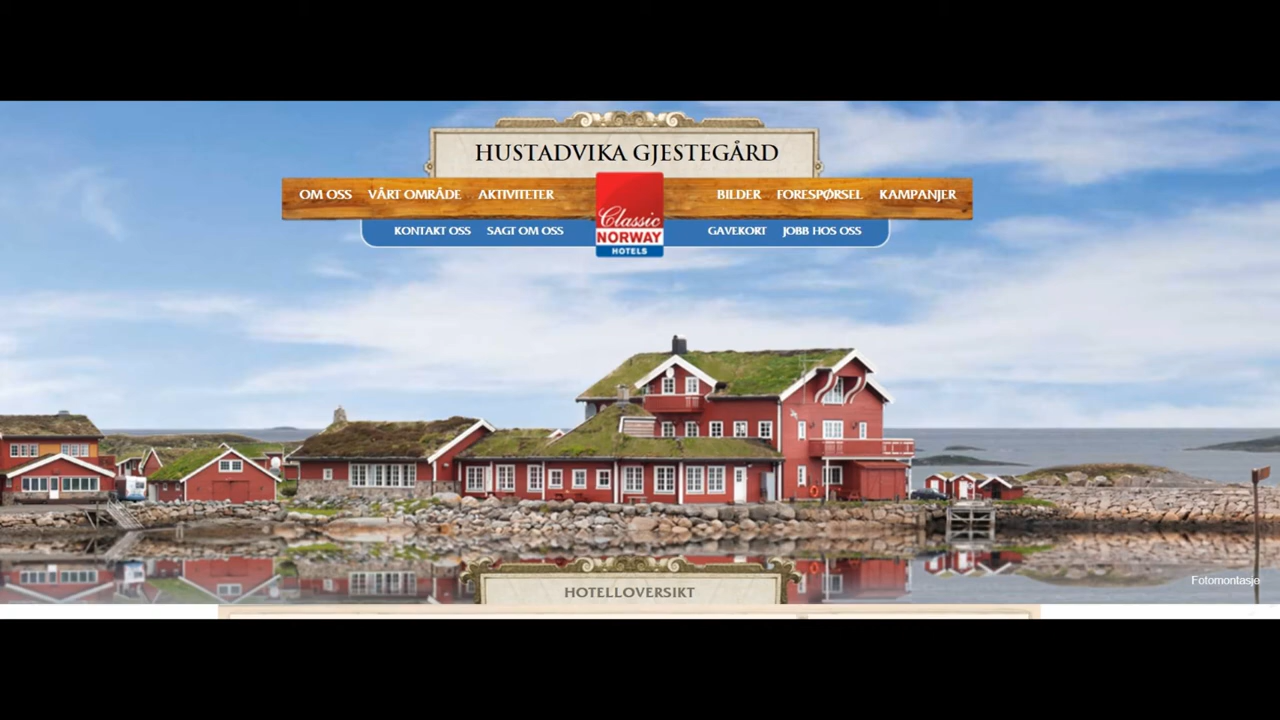 HUSTADVIKA GJESTEGÅRD
OM OSS VÅRT OMRÅDE AKTIVITETER BILDER FORESPØRSEL KAMPANJER
KONTAKT OSS SAGT OM OSS GAVEKORT JOBB HOS OSS
Classic
NORWAY
HOTELS
Fotomontasje
HOTELLOVERSIKT